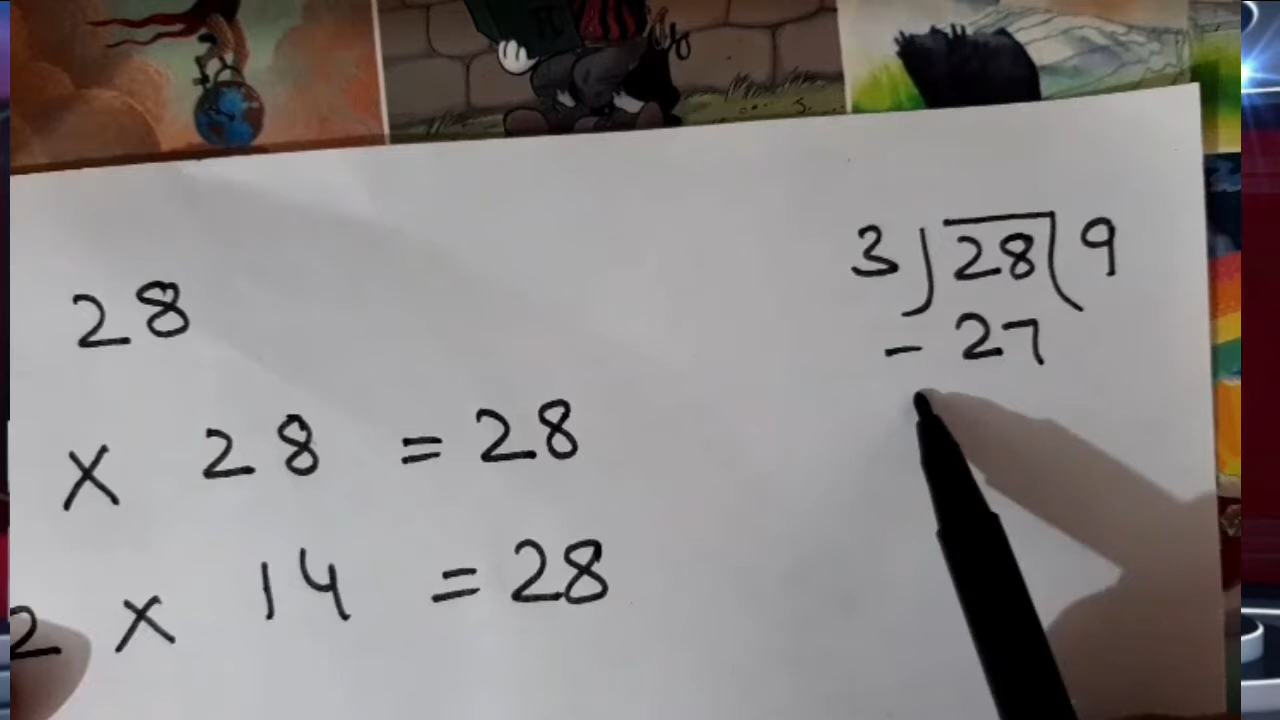 28
× 28 = 28
2 × 14 = 28
3 ) 28 ( 9
- 27